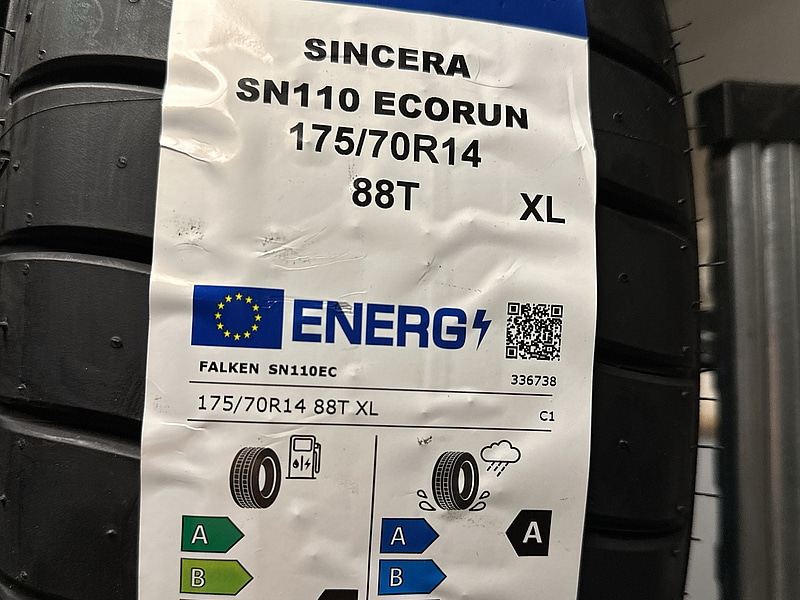 SINCERA
SN110 ECORUN
175/70R14
88T XL
ENERG
FALKEN SN110EC
336738
175/70R14 88T XL
C1
A
A
A
B
B